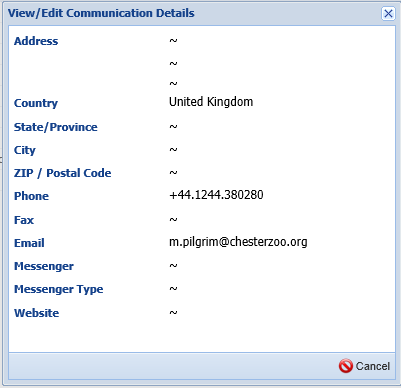 View/Edit Communication Details
Address ~
~
~
Country United Kingdom
State/Province ~
City ~
ZIP / Postal Code ~
Phone +44.1244.380280
Fax ~
Email m.pilgrim@chesterzoo.org
Messenger ~
Messenger Type ~
Website ~
Cancel